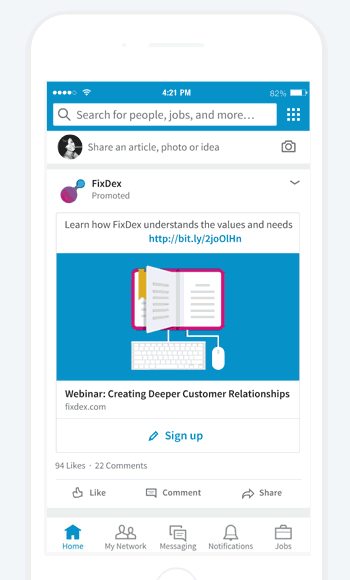 4:21 PM
82%
Search for people, jobs, and more...
Share an article, photo or idea
FixDex
Promoted
Learn how FixDex understands the values and needs
http://bit.ly/2joOlHn
Webinar: Creating Deeper Customer Relationships
fixdex.com
Sign up
94 Likes · 22 Comments
Like
Comment
Share
Home
My Network
Messaging
Notifications
Jobs